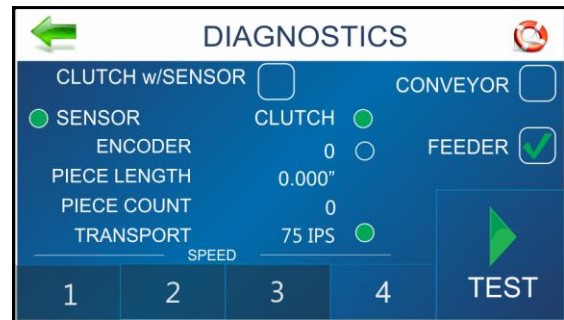 DIAGNOSTICS
CLUTCH w/SENSOR
CONVEYOR
SENSOR CLUTCH
ENCODER 0
FEEDER
PIECE LENGTH 0.000"
PIECE COUNT 0
TRANSPORT 75 IPS
SPEED
1 2 3 4 TEST